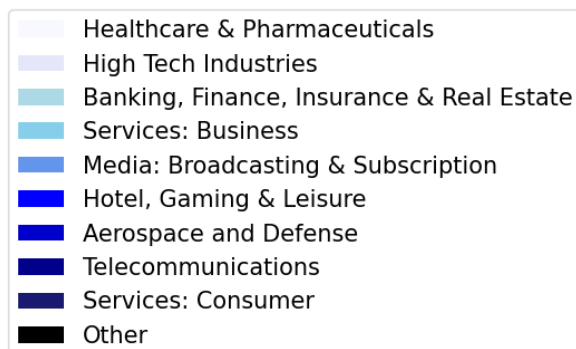 Healthcare & Pharmaceuticals
High Tech Industries
Banking, Finance, Insurance & Real Estate
Services: Business
Media: Broadcasting & Subscription
Hotel, Gaming & Leisure
Aerospace and Defense
Telecommunications
Services: Consumer
Other